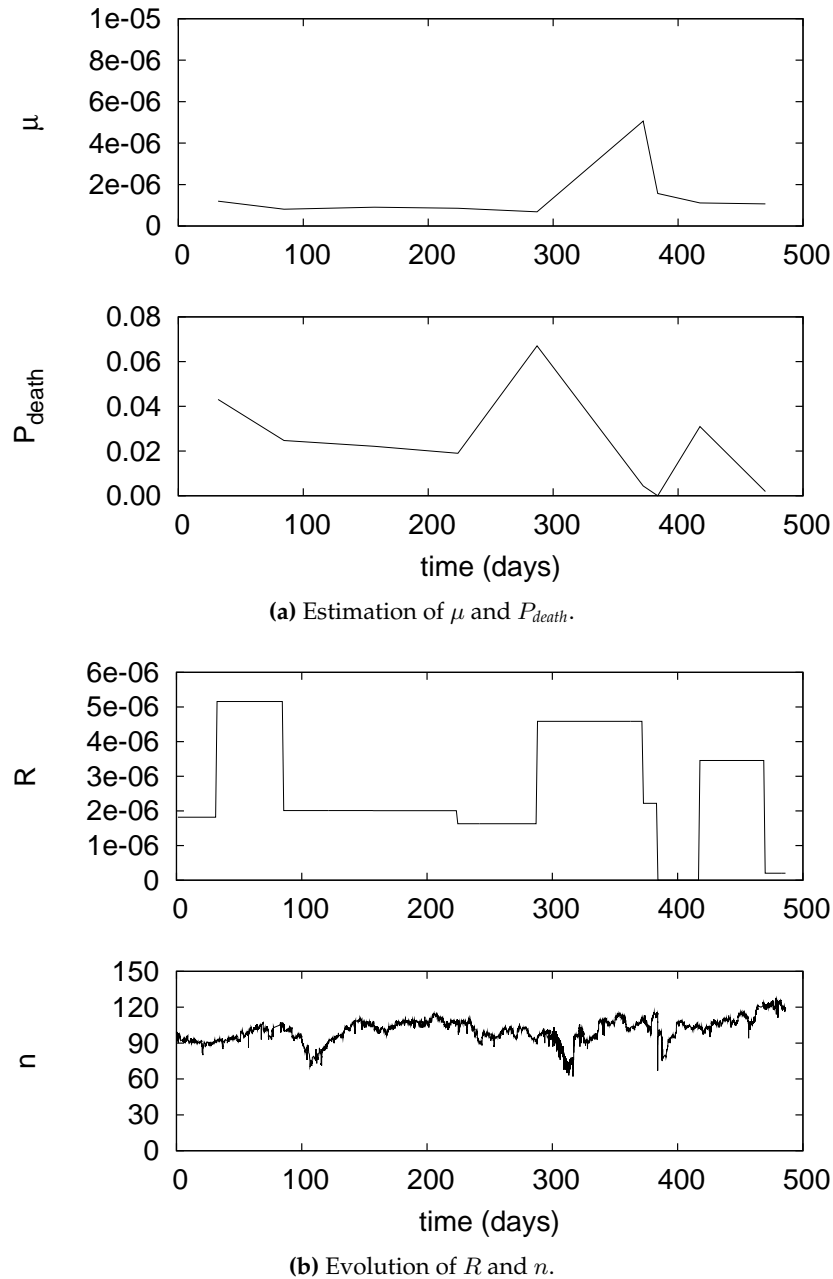 1e-05
8e-06
6e-06
4e-06
2e-06
0
μ
0 100 200 300 400 500
0.08
0.06
0.04
0.02
0.00
P_death
0 100 200 300 400 500
time (days)
(a) Estimation of μ and P_death.
6e-06
5e-06
4e-06
3e-06
2e-06
1e-06
0
R
0 100 200 300 400 500
150
120
90
60
30
0
n
0 100 200 300 400 500
time (days)
(b) Evolution of R and n.